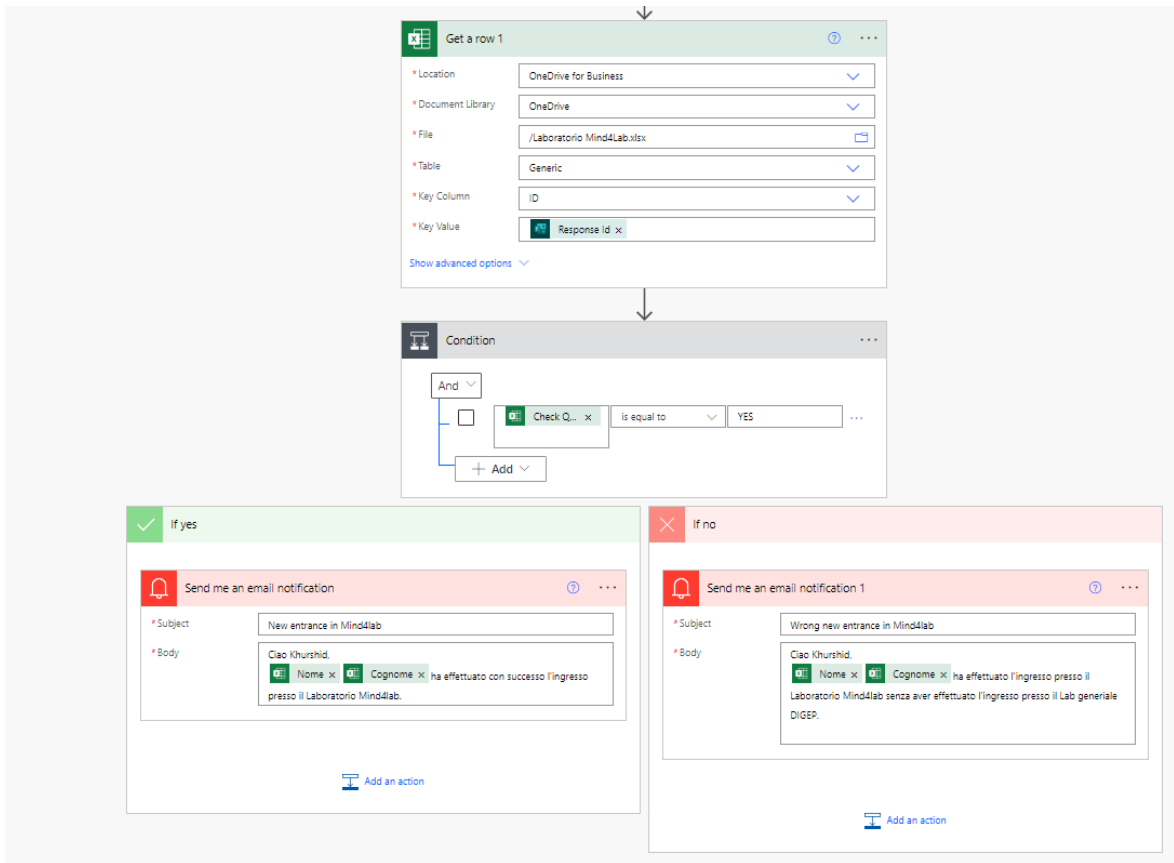 Get a row 1
* Location
OneDrive for Business
* Document Library
OneDrive
* File
/Laboratorio Mind4Lab.xlsx
* Table
Generic
* Key Column
ID
* Key Value
Response Id ×
Show advanced options
Condition
And
Check Q... ×
is equal to
YES
+ Add
If yes
Send me an email notification
* Subject
New entrance in Mind4lab
* Body
Ciao Khurshid,
Nome × Cognome × ha effettuato con successo l'ingresso
presso il Laboratorio Mind4lab.
Add an action
If no
Send me an email notification 1
* Subject
Wrong new entrance in Mind4lab
* Body
Ciao Khurshid,
Nome × Cognome × ha effettuato l'ingresso presso il
Laboratorio Mind4lab senza aver effettuato l'ingresso presso il Lab generiale
DIGEP.
Add an action